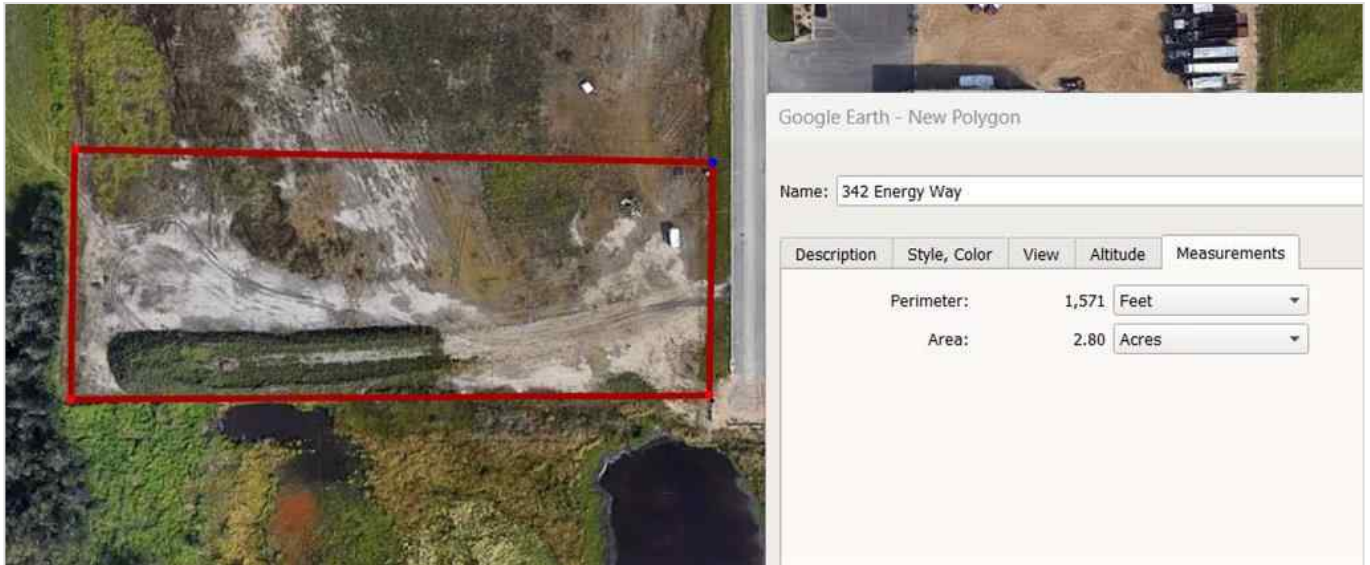 Google Earth - New Polygon
Name: 342 Energy Way
Description Style, Color View Altitude Measurements
Perimeter: 1,571 Feet
Area: 2.80 Acres